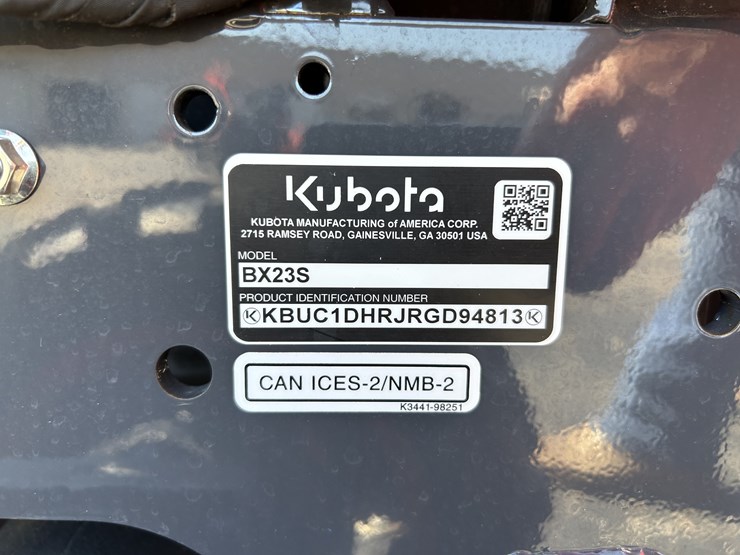 Kubota
KUBOTA MANUFACTURING of AMERICA CORP.
2715 RAMSEY ROAD, GAINESVILLE, GA 30501 USA
MODEL
BX23S
PRODUCT IDENTIFICATION NUMBER
KBUC1DHRJRGD94813
CAN ICES-2/NMB-2
K3441-98251